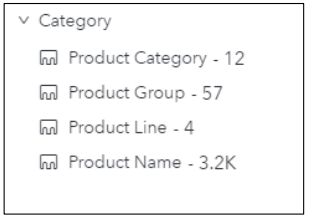 Category
Product Category - 12
Product Group - 57
Product Line - 4
Product Name - 3.2K